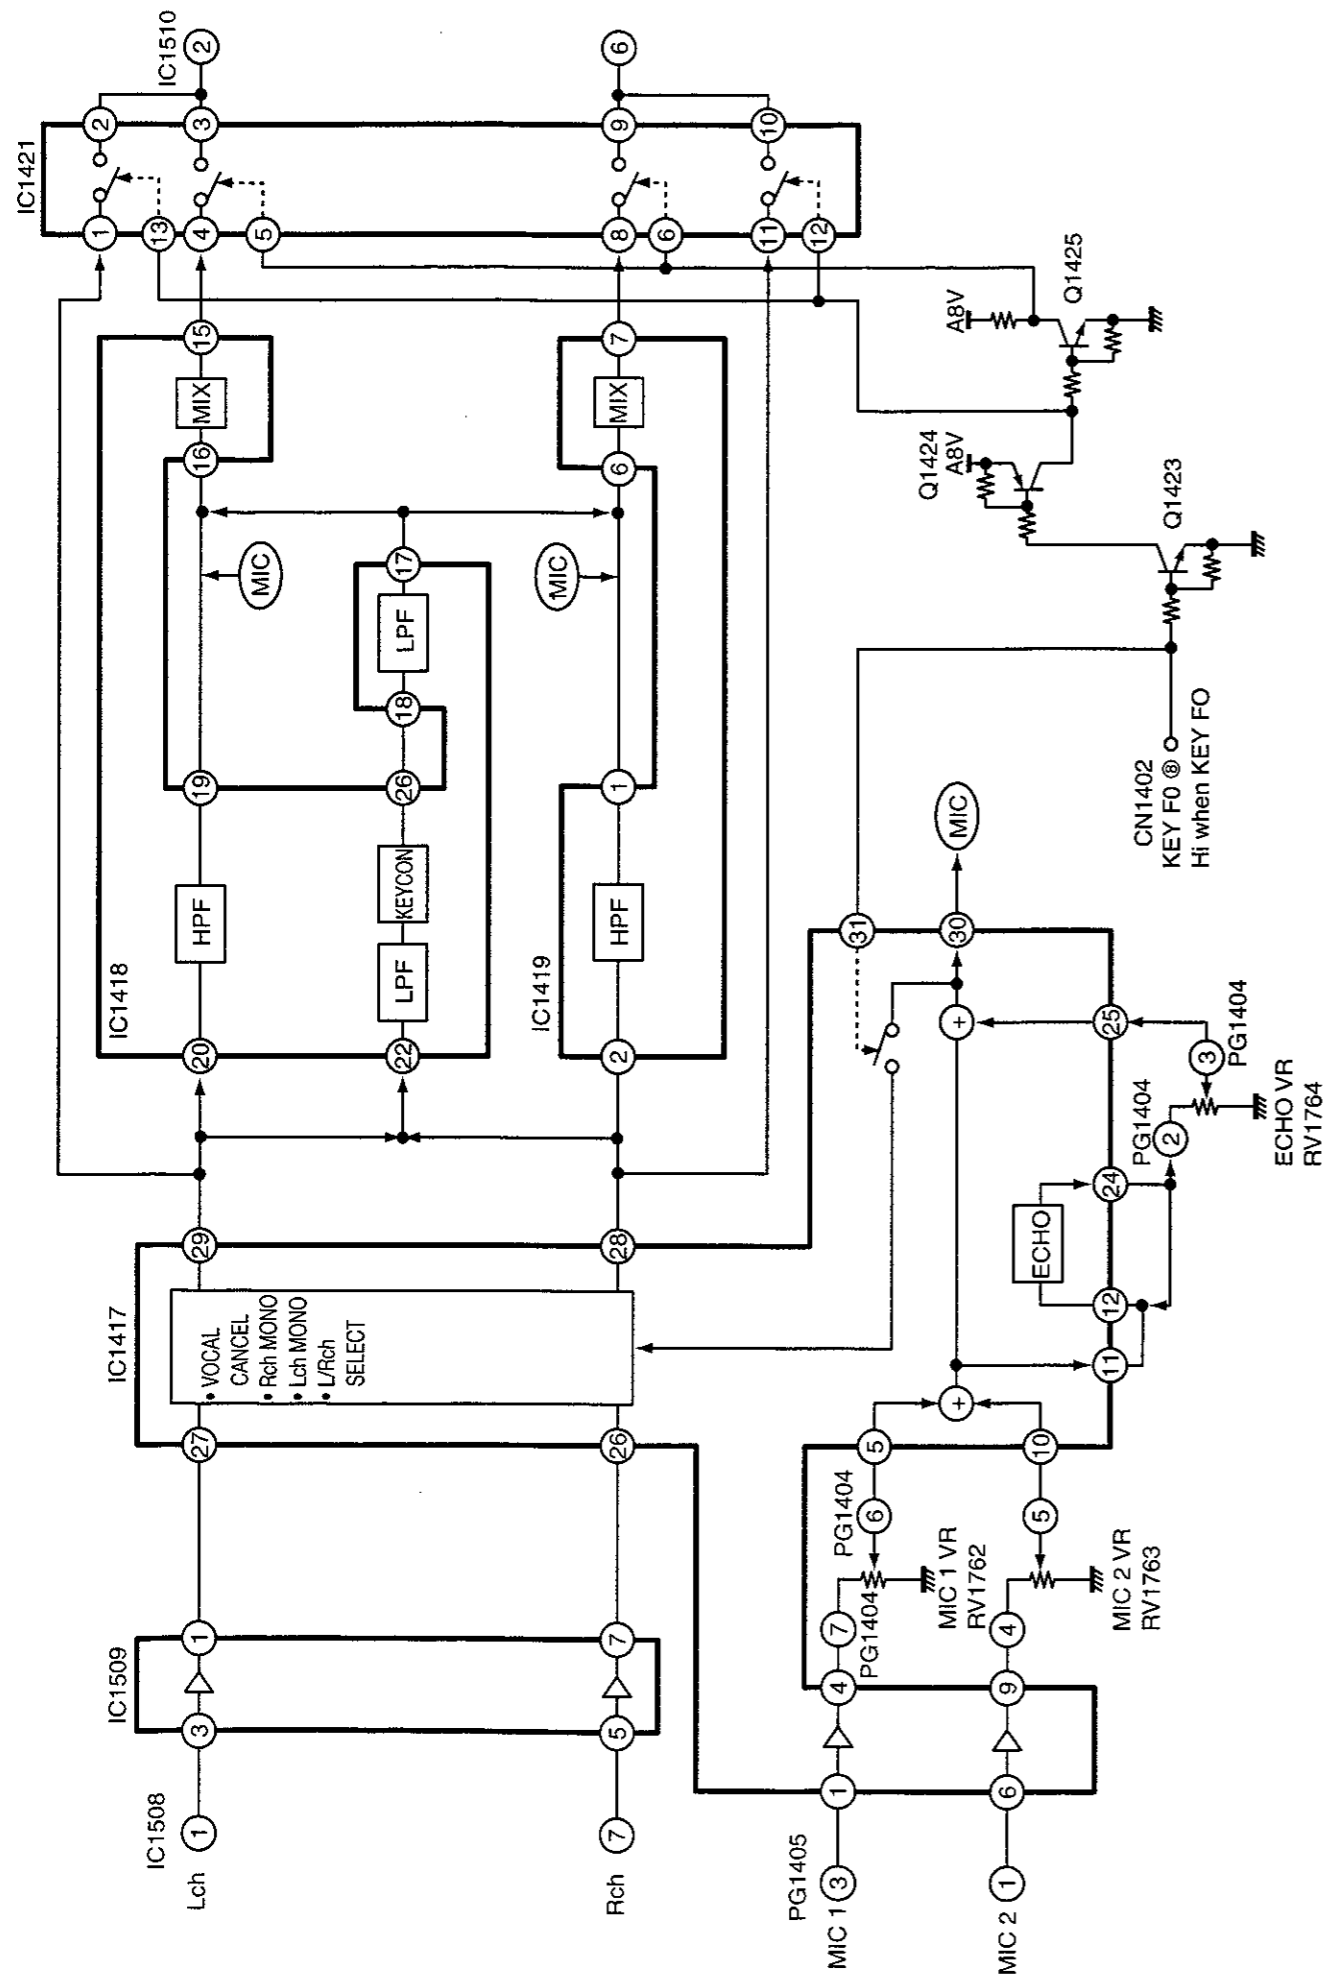 IC1508
Lch
1
Rch
7
PG1405
MIC 1
3
MIC 2
1
IC1509
3
1
5
7
IC1417
27
26
• VOCAL
CANCEL
• Rch MONO
• Lch MONO
• L/Rch
SELECT
29
28
1
4
6
9
7
PG1404
6
PG1404
MIC 1 VR
RV1762
4
5
MIC 2 VR
RV1763
5
10
+
11
12
ECHO
24
PG1404
2
ECHO VR
RV1764
3
PG1404
25
+
31
30
MIC
IC1418
20
22
HPF
LPF
KEYCON
19
26
18
LPF
17
MIC
16
MIX
15
IC1419
2
HPF
1
MIC
6
MIX
7
CN1402
KEY F0 ⑧
Hi when KEY FO
Q1423
Q1424
A8V
A8V
Q1425
IC1421
1
13
4
5
8
6
11
12
2
3
9
10
IC1510
2
6